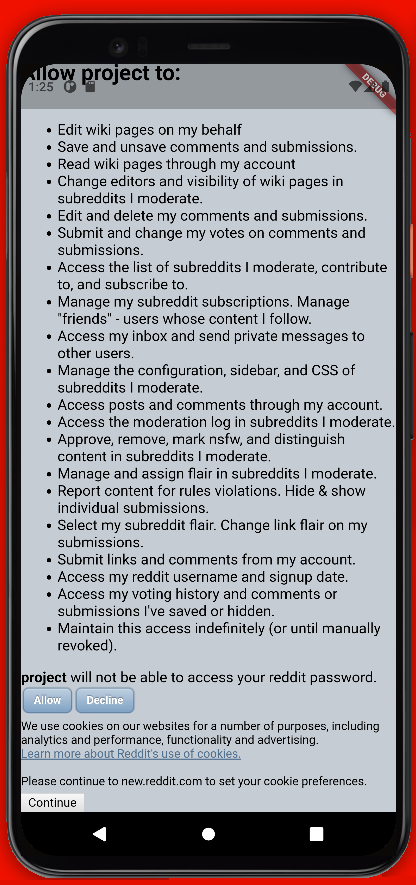 Allow project to:
1:25
DEBUG
• Edit wiki pages on my behalf
• Save and unsave comments and submissions.
• Read wiki pages through my account
• Change editors and visibility of wiki pages in
subreddits I moderate.
• Edit and delete my comments and submissions.
• Submit and change my votes on comments and
submissions.
• Access the list of subreddits I moderate, contribute
to, and subscribe to.
• Manage my subreddit subscriptions. Manage
"friends" - users whose content I follow.
• Access my inbox and send private messages to
other users.
• Manage the configuration, sidebar, and CSS of
subreddits I moderate.
• Access posts and comments through my account.
• Access the moderation log in subreddits I moderate.
• Approve, remove, mark nsfw, and distinguish
content in subreddits I moderate.
• Manage and assign flair in subreddits I moderate.
• Report content for rules violations. Hide & show
individual submissions.
• Select my subreddit flair. Change link flair on my
submissions.
• Submit links and comments from my account.
• Access my reddit username and signup date.
• Access my voting history and comments or
submissions I've saved or hidden.
• Maintain this access indefinitely (or until manually
revoked).
project will not be able to access your reddit password.
Allow Decline
We use cookies on our websites for a number of purposes, including
analytics and performance, functionality and advertising.
Learn more about Reddit's use of cookies.
Please continue to new.reddit.com to set your cookie preferences.
Continue